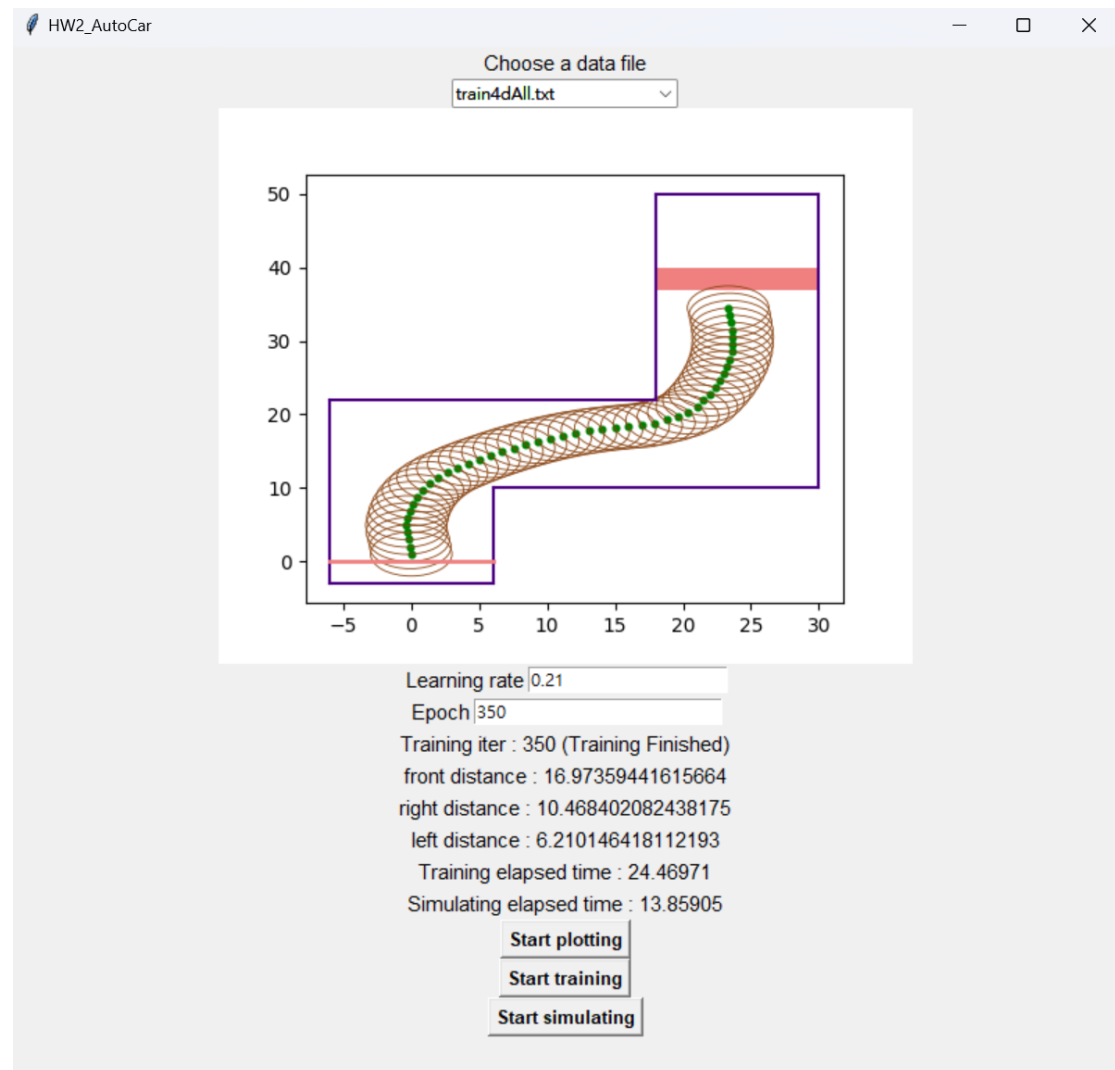 HW2_AutoCar
Choose a data file
train4dAll.txt
50
40
30
20
10
0
−5 0 5 10 15 20 25 30
Learning rate 0.21
Epoch 350
Training iter : 350 (Training Finished)
front distance : 16.97359441615664
right distance : 10.468402082438175
left distance : 6.210146418112193
Training elapsed time : 24.46971
Simulating elapsed time : 13.85905
Start plotting
Start training
Start simulating